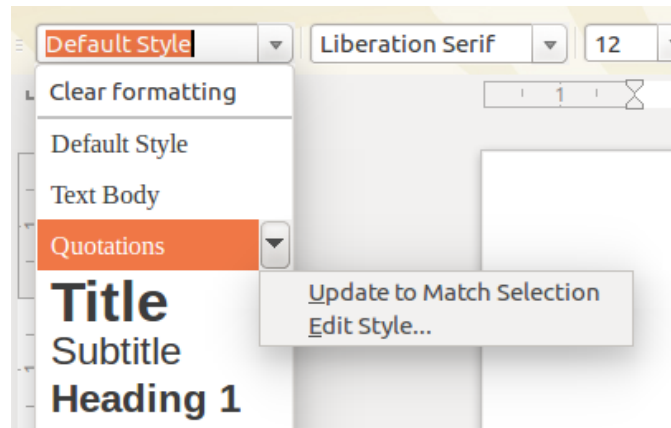 Default Style Liberation Serif 12
Clear formatting
1
Default Style
Text Body
Quotations
Title
Update to Match Selection
Subtitle
Edit Style...
Heading 1